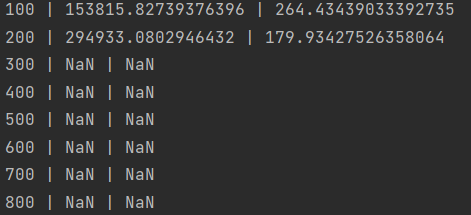 100 | 153815.82739376396 | 264.43439033392735
200 | 294933.0802946432 | 179.93427526358064
300 | NaN | NaN
400 | NaN | NaN
500 | NaN | NaN
600 | NaN | NaN
700 | NaN | NaN
800 | NaN | NaN